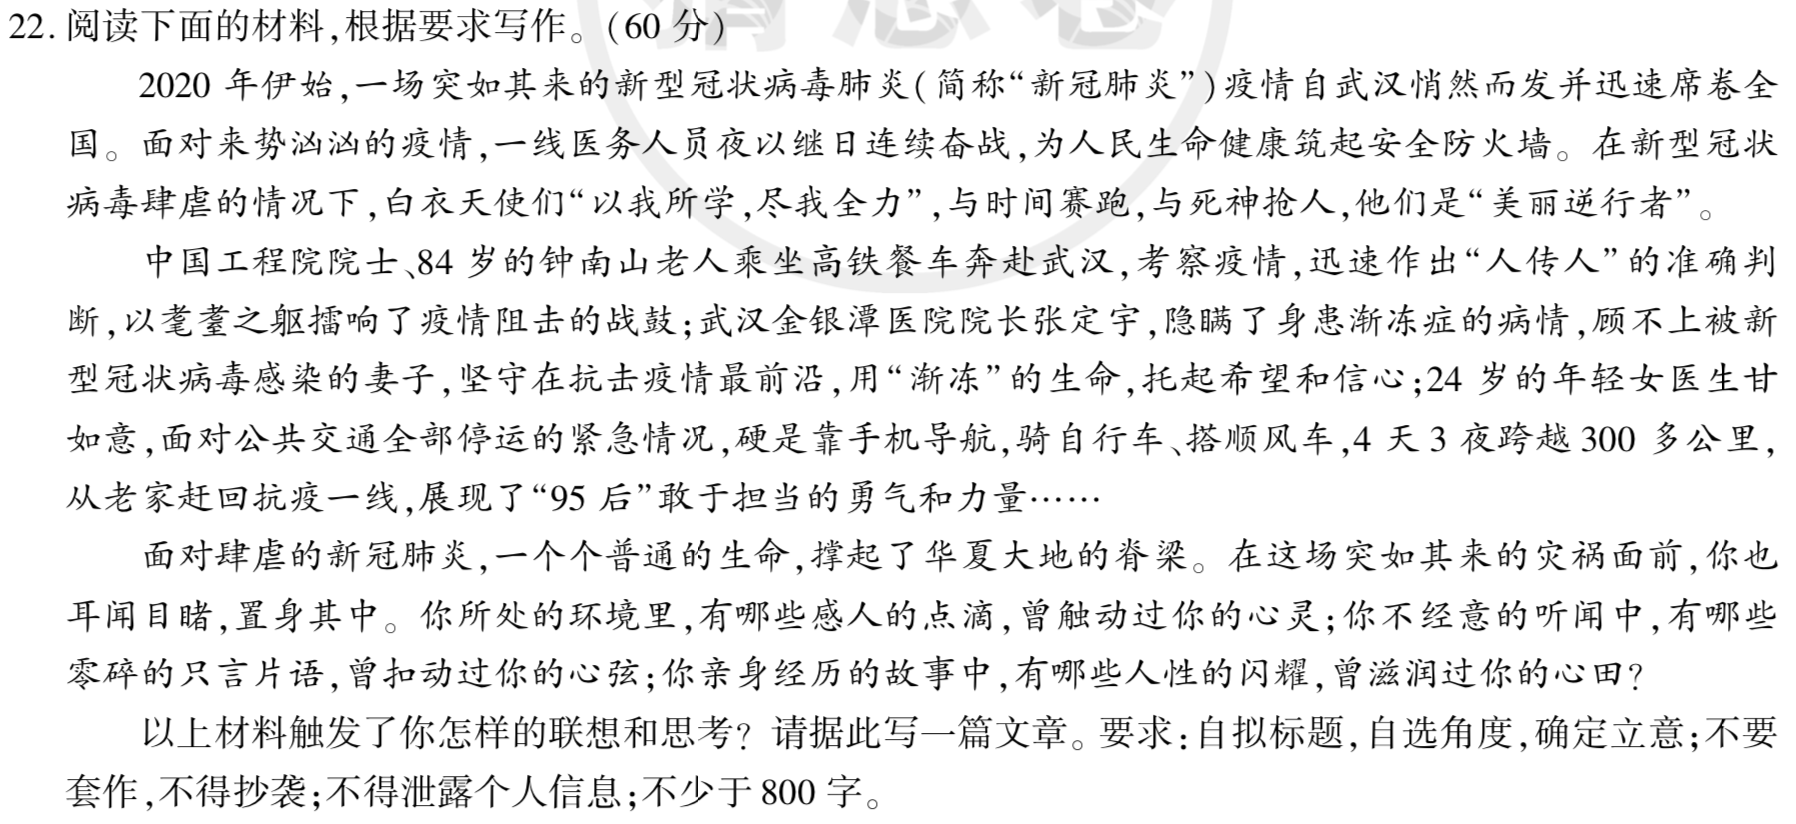 22. 阅读下面的材料,根据要求写作。(60 分)
2020 年伊始,一场突如其来的新型冠状病毒肺炎(简称“新冠肺炎”)疫情自武汉悄然而发并迅速席卷全
国。面对来势汹汹的疫情,一线医务人员夜以继日连续奋战,为人民生命健康筑起安全防火墙。在新型冠状
病毒肆虐的情况下,白衣天使们“以我所学,尽我全力”,与时间赛跑,与死神抢人,他们是“美丽逆行者”。
中国工程院院士、84 岁的钟南山老人乘坐高铁餐车奔赴武汉,考察疫情,迅速作出“人传人”的准确判
断,以耄耋之躯擂响了疫情阻击的战鼓;武汉金银潭医院院长张定宇,隐瞒了身患渐冻症的病情,顾不上被新
型冠状病毒感染的妻子,坚守在抗击疫情最前沿,用“渐冻”的生命,托起希望和信心;24 岁的年轻女医生甘
如意,面对公共交通全部停运的紧急情况,硬是靠手机导航,骑自行车、搭顺风车,4 天 3 夜跨越 300 多公里,
从老家赶回抗疫一线,展现了“95 后”敢于担当的勇气和力量……
面对肆虐的新冠肺炎,一个个普通的生命,撑起了华夏大地的脊梁。在这场突如其来的灾祸面前,你也
耳闻目睹,置身其中。你所处的环境里,有哪些感人的点滴,曾触动过你的心灵;你不经意的听闻中,有哪些
零碎的只言片语,曾扣动过你的心弦;你亲身经历的故事中,有哪些人性的闪耀,曾滋润过你的心田?
以上材料触发了你怎样的联想和思考? 请据此写一篇文章。要求:自拟标题,自选角度,确定立意;不要
套作,不得抄袭;不得泄露个人信息;不少于 800 字。